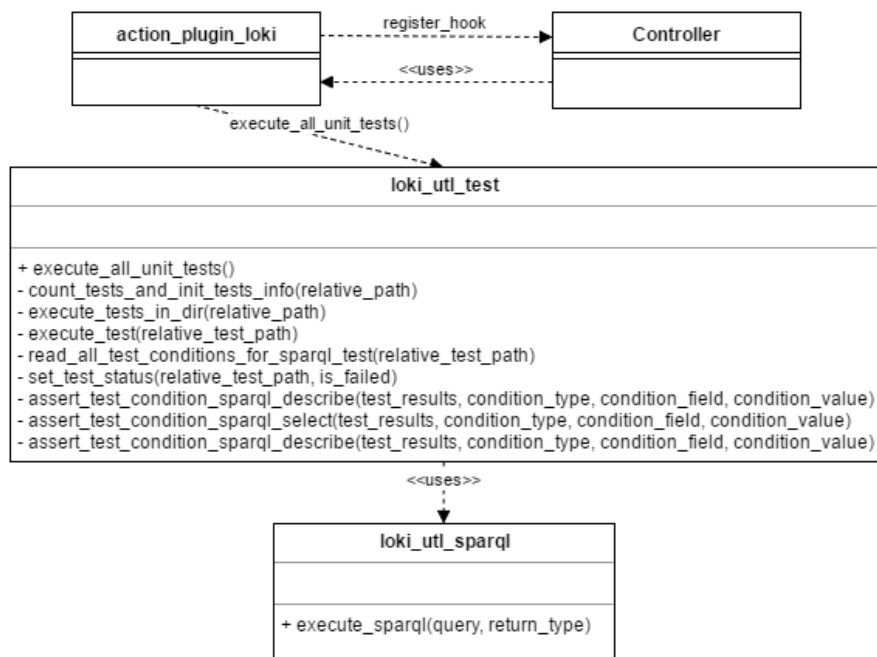 action_plugin_loki
register_hook
Controller
<<uses>>
execute_all_unit_tests()
loki_utl_test
+ execute_all_unit_tests()
- count_tests_and_init_tests_info(relative_path)
- execute_tests_in_dir(relative_path)
- execute_test(relative_test_path)
- read_all_test_conditions_for_sparql_test(relative_test_path)
- set_test_status(relative_test_path, is_failed)
- assert_test_condition_sparql_describe(test_results, condition_type, condition_field, condition_value)
- assert_test_condition_sparql_select(test_results, condition_type, condition_field, condition_value)
- assert_test_condition_sparql_describe(test_results, condition_type, condition_field, condition_value)
<<uses>>
loki_utl_sparql
+ execute_sparql(query, return_type)